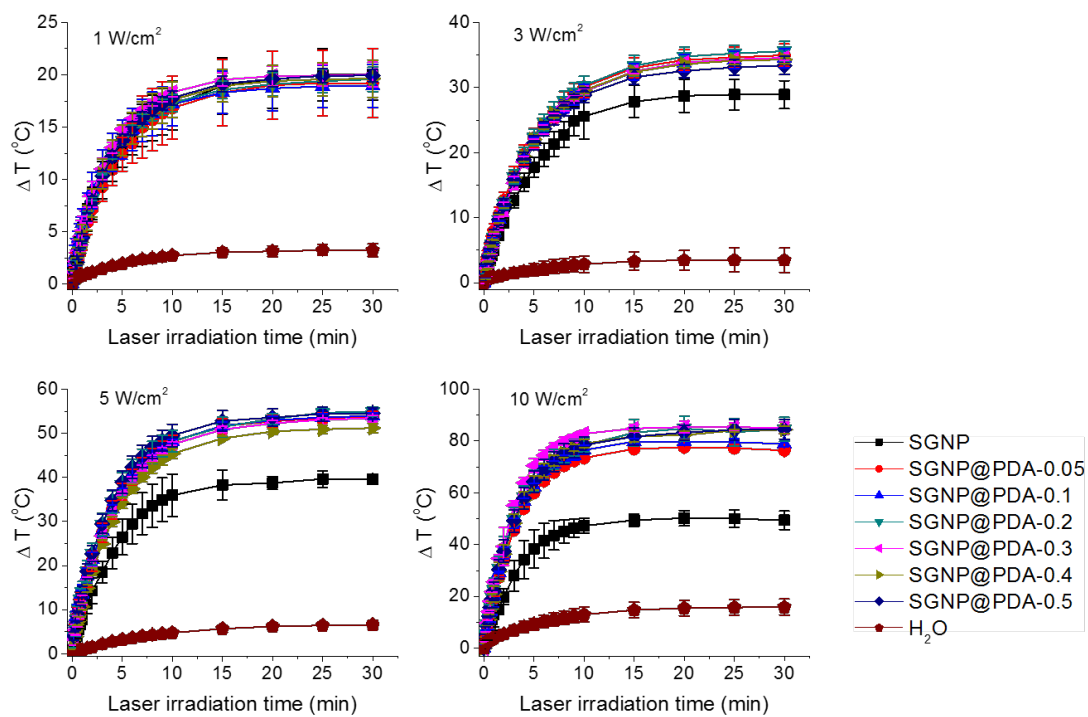 1 W/cm²
25
20
15
10
5
0
Δ T (°C)
0 5 10 15 20 25 30
Laser irradiation time (min)
3 W/cm²
40
30
20
10
0
Δ T (°C)
0 5 10 15 20 25 30
Laser irradiation time (min)
5 W/cm²
60
50
40
30
20
10
0
Δ T (°C)
0 5 10 15 20 25 30
Laser irradiation time (min)
10 W/cm²
100
80
60
40
20
0
Δ T (°C)
0 5 10 15 20 25 30
Laser irradiation time (min)
SGNP
SGNP@PDA-0.05
SGNP@PDA-0.1
SGNP@PDA-0.2
SGNP@PDA-0.3
SGNP@PDA-0.4
SGNP@PDA-0.5
H₂O